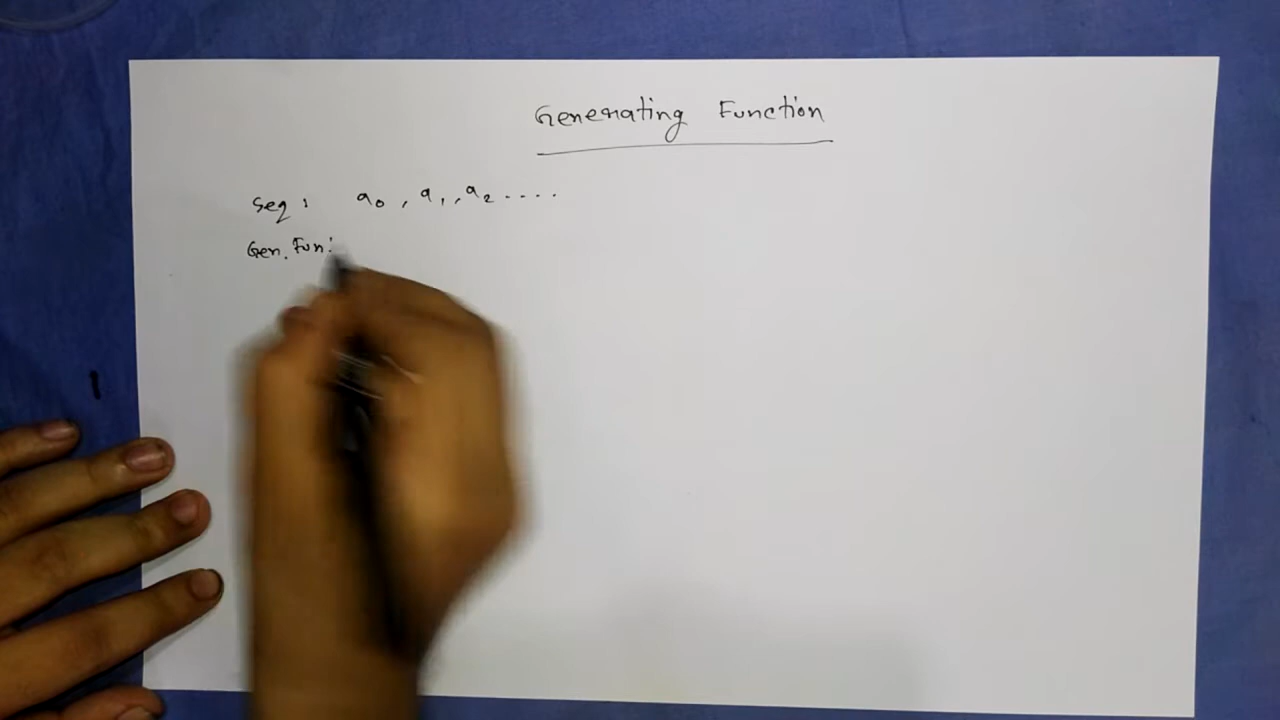 Generating Function
Seq : a₀ , a₁ , a₂ ....
Gen. Fun :